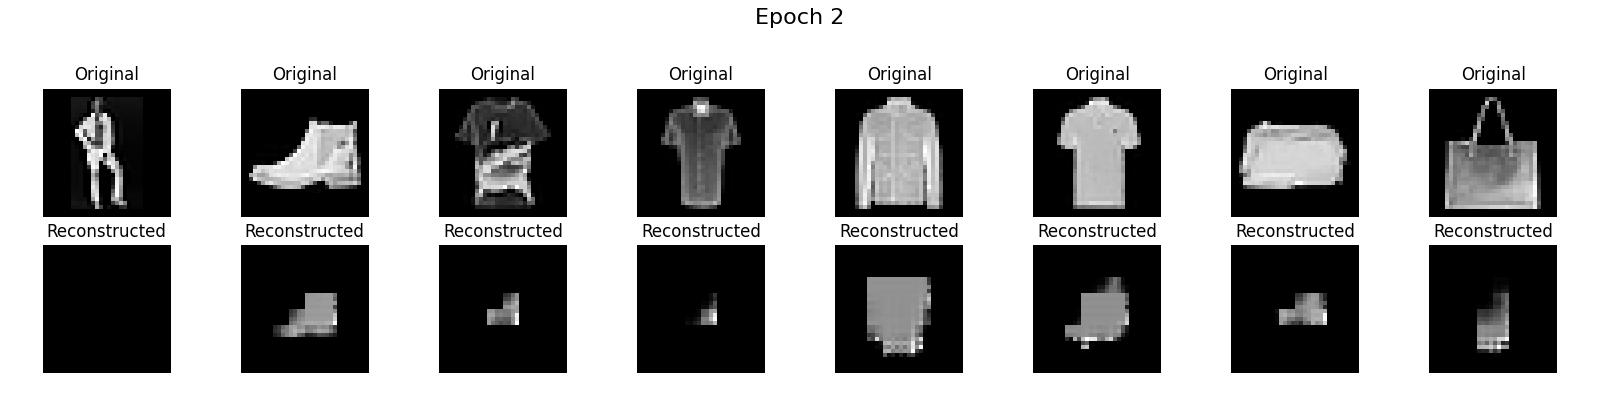 Epoch 2
Original Original Original Original Original Original Original Original
Reconstructed Reconstructed Reconstructed Reconstructed Reconstructed Reconstructed Reconstructed Reconstructed